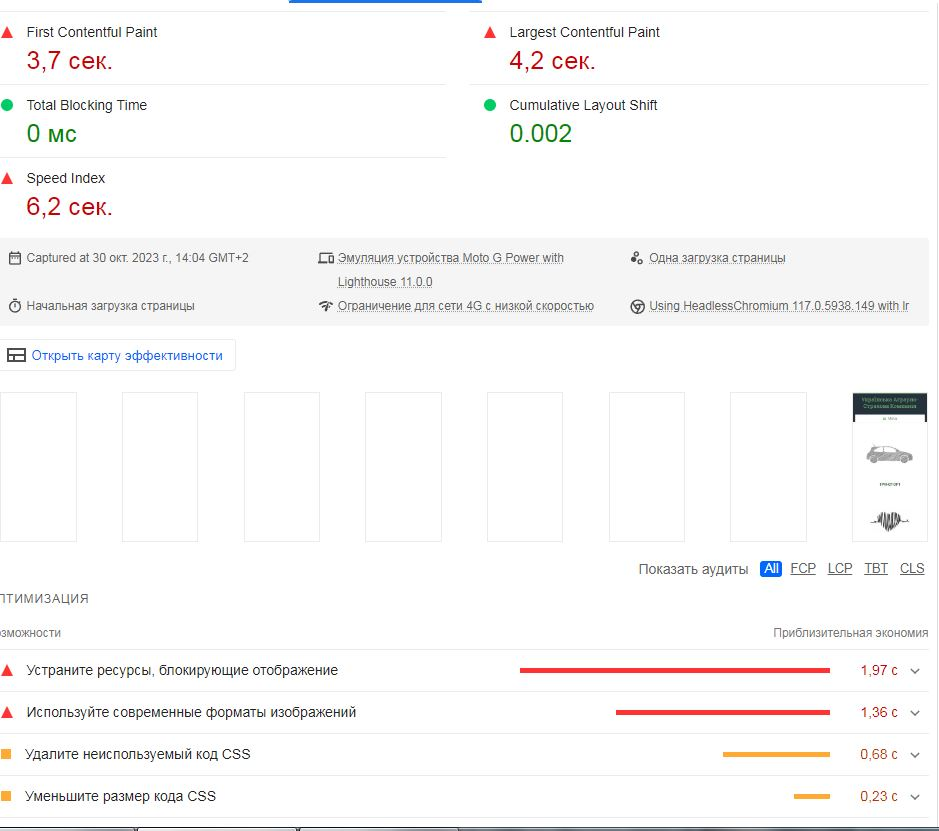 First Contentful Paint
3,7 сек.
Largest Contentful Paint
4,2 сек.
Total Blocking Time
0 мс
Cumulative Layout Shift
0.002
Speed Index
6,2 сек.
Captured at 30 окт. 2023 г., 14:04 GMT+2
Эмуляция устройства Moto G Power with
Lighthouse 11.0.0
Одна загрузка страницы
Начальная загрузка страницы
Ограничение для сети 4G с низкой скоростью
Using HeadlessChromium 117.0.5938.149 with lr
Открыть карту эффективности
Українська Аграрно-
Страхова Компанія
Показать аудиты All FCP LCP TBT CLS
ПТИМИЗАЦИЯ
озможности
Приблизительная экономия
Устраните ресурсы, блокирующие отображение 1,97 с
Используйте современные форматы изображений 1,36 с
Удалите неиспользуемый код CSS 0,68 с
Уменьшите размер кода CSS 0,23 с